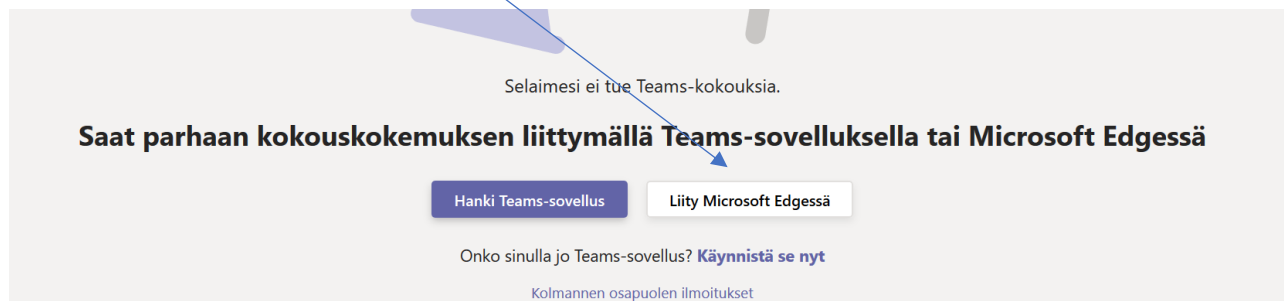 Selaimesi ei tue Teams-kokouksia.
Saat parhaan kokouskokemuksen liittymällä Teams-sovelluksella tai Microsoft Edgessä
Hanki Teams-sovellus
Liity Microsoft Edgessä
Onko sinulla jo Teams-sovellus? Käynnistä se nyt
Kolmannen osapuolen ilmoitukset